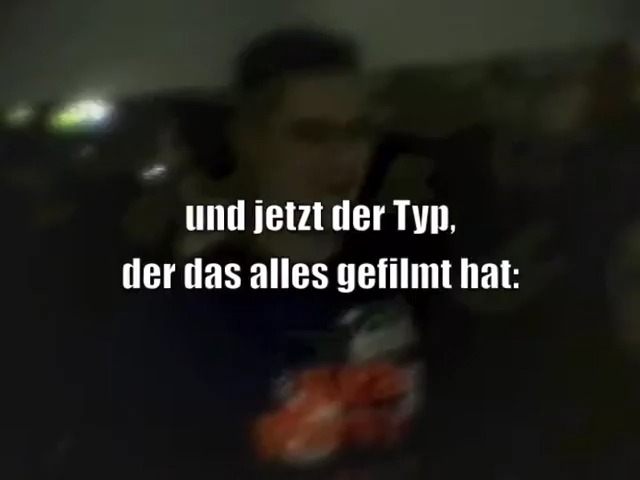 und jetzt der Typ,
der das alles gefilmt hat: